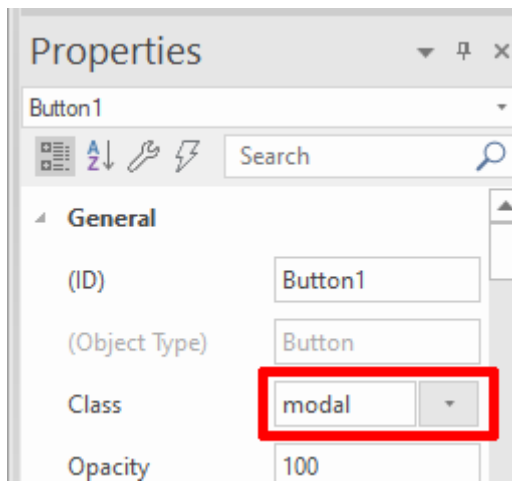 Properties
Button1
Search
General
(ID) Button1
(Object Type) Button
Class modal
Opacity 100